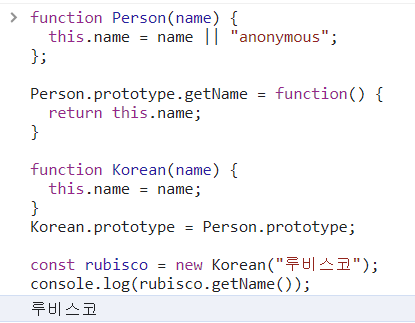 function Person(name) {
  this.name = name || "anonymous";
};

Person.prototype.getName = function() {
  return this.name;
}

function Korean(name) {
  this.name = name;
}
Korean.prototype = Person.prototype;

const rubisco = new Korean("루비스코");
console.log(rubisco.getName());
루비스코